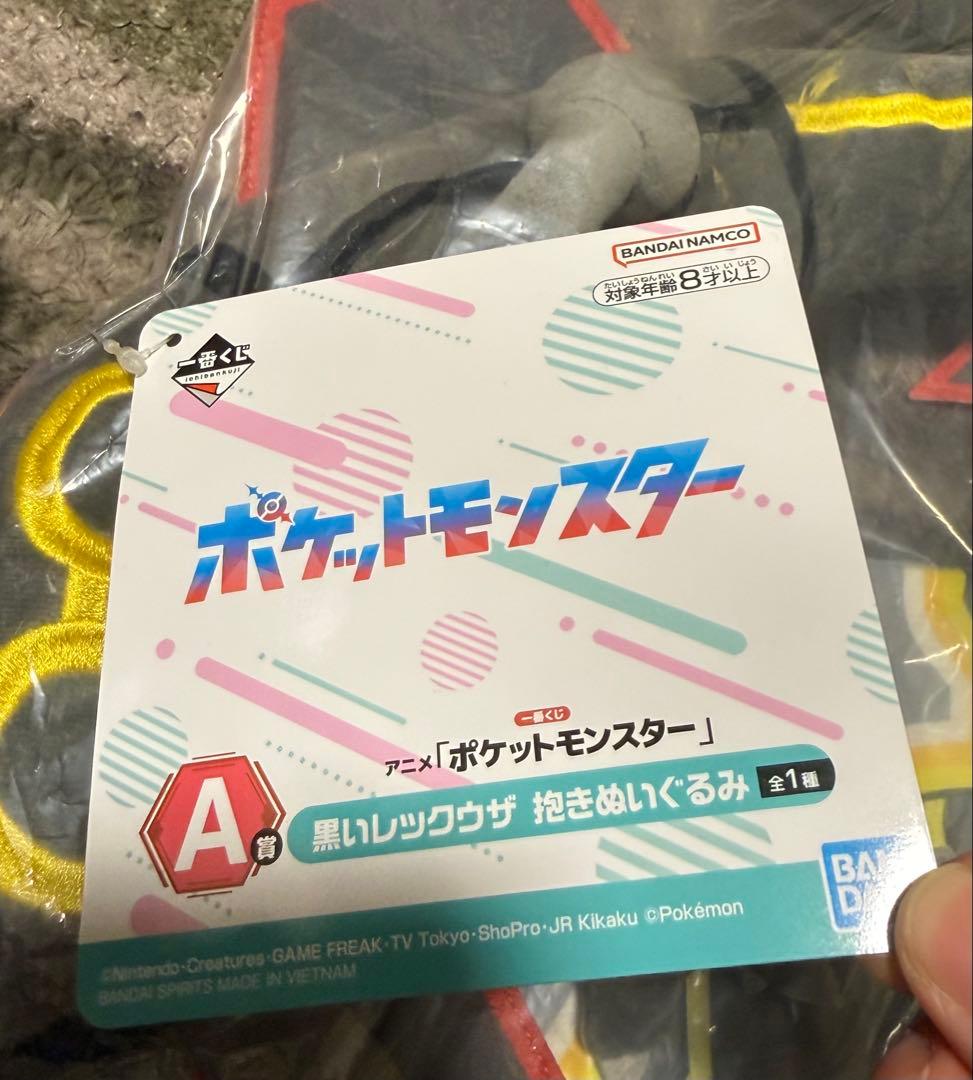 BANDAI NAMCO
たいしょうねんれい さい いじょう
対象年齢8才以上
一番くじ
ichibankuji
ポケットモンスター
一番くじ
アニメ「ポケットモンスター」
A賞
黒いレックウザ 抱きぬいぐるみ 全1種
BAN
DA
©Nintendo・Creatures・GAME FREAK・TV Tokyo・ShoPro・JR Kikaku ©Pokémon
BANDAI SPIRITS MADE IN VIETNAM